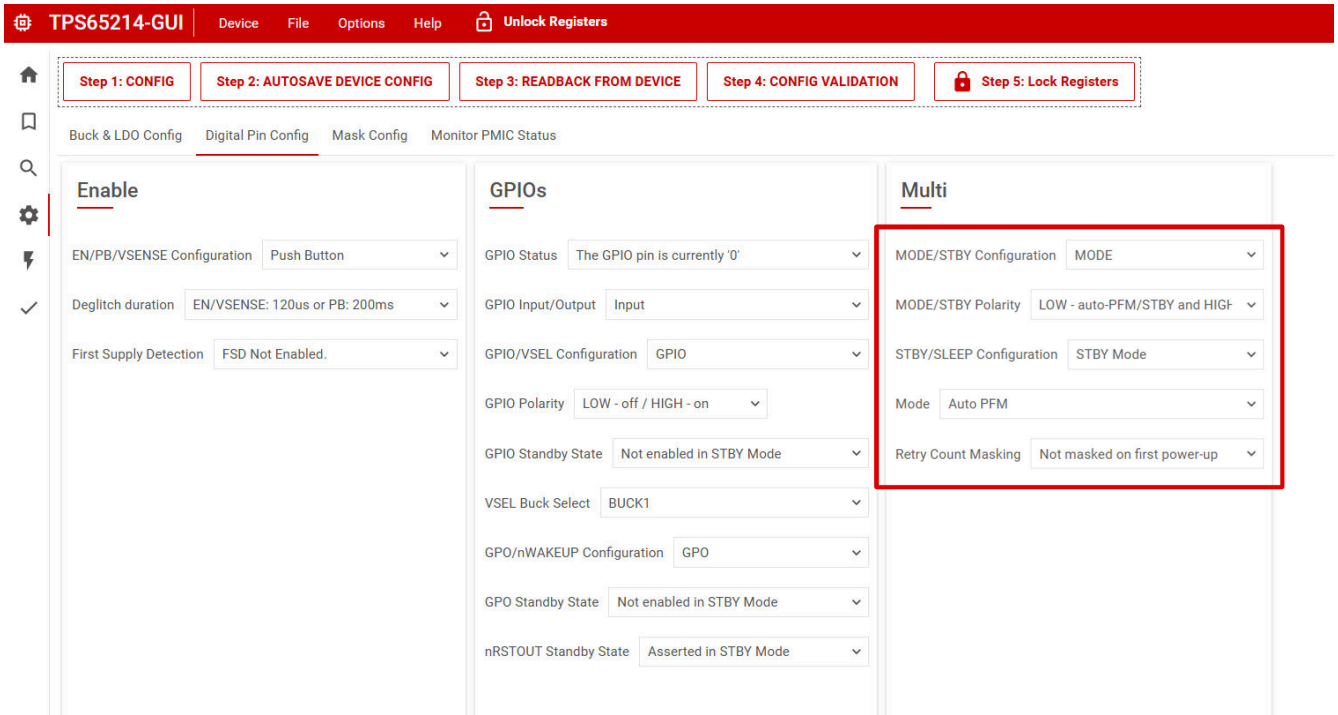 TPS65214-GUI Device File Options Help Unlock Registers
Step 1: CONFIG Step 2: AUTOSAVE DEVICE CONFIG Step 3: READBACK FROM DEVICE Step 4: CONFIG VALIDATION Step 5: Lock Registers
Buck & LDO Config Digital Pin Config Mask Config Monitor PMIC Status
Enable
EN/PB/VSENSE Configuration Push Button
Deglitch duration EN/VSENSE: 120us or PB: 200ms
First Supply Detection FSD Not Enabled.
GPIOs
GPIO Status The GPIO pin is currently '0'
GPIO Input/Output Input
GPIO/VSEL Configuration GPIO
GPIO Polarity LOW - off / HIGH - on
GPIO Standby State Not enabled in STBY Mode
VSEL Buck Select BUCK1
GPO/nWAKEUP Configuration GPO
GPO Standby State Not enabled in STBY Mode
nRSTOUT Standby State Asserted in STBY Mode
Multi
MODE/STBY Configuration MODE
MODE/STBY Polarity LOW - auto-PFM/STBY and HIGH
STBY/SLEEP Configuration STBY Mode
Mode Auto PFM
Retry Count Masking Not masked on first power-up